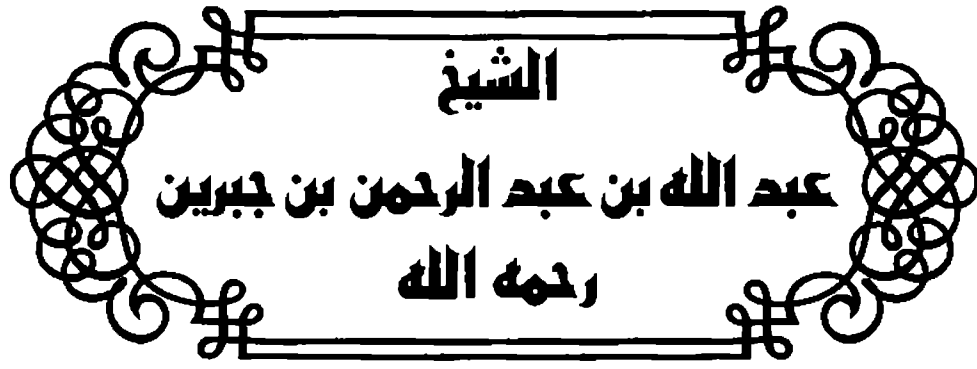 الشيخ
عبد الله بن عبد الرحمن بن جبرين
رحمه الله